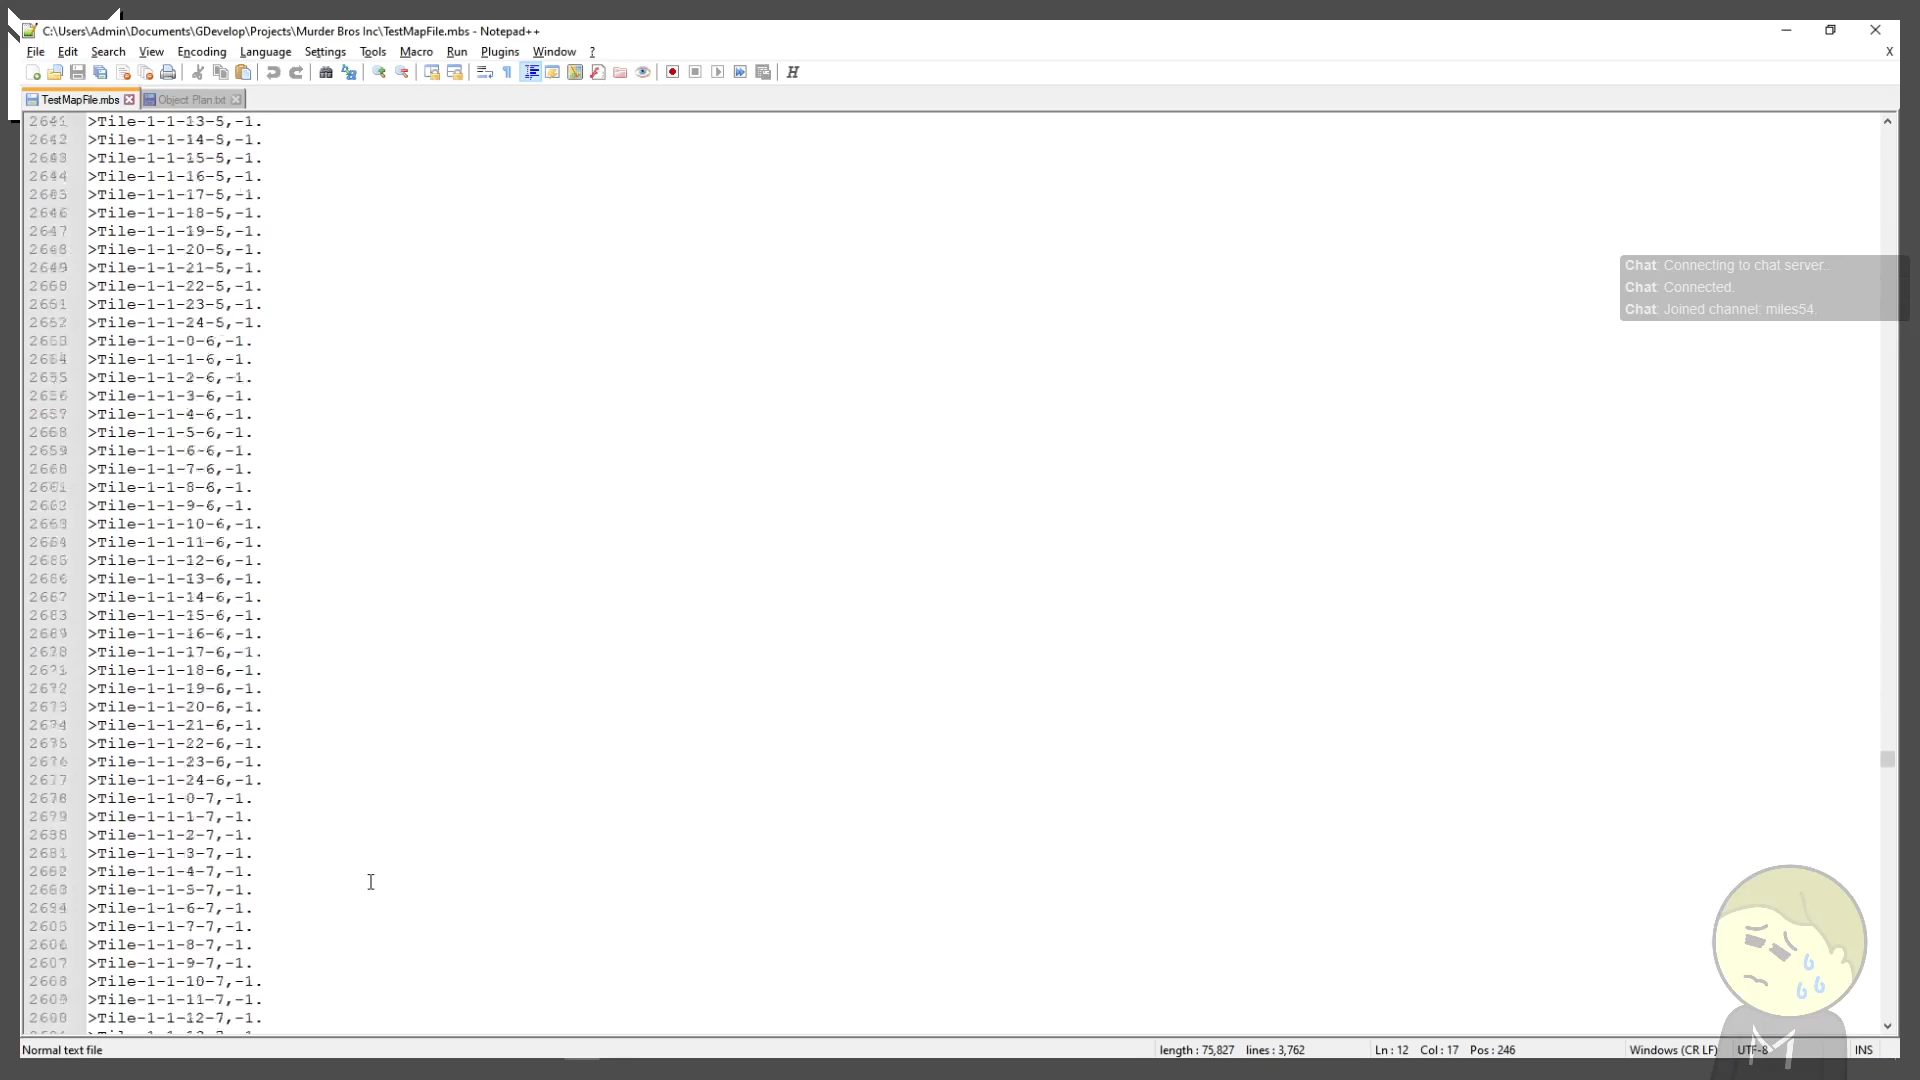 C:\Users\Admin\Documents\GDevelop\Projects\Murder Bros Inc\TestMapFile.mbs - Notepad++
File Edit Search View Encoding Language Settings Tools Macro Run Plugins Window ?
X
H
TestMapFile.mbs Object Plan.txt
>Tile-1-1-13-5,-1.
>Tile-1-1-14-5,-1.
>Tile-1-1-15-5,-1.
>Tile-1-1-16-5,-1.
>Tile-1-1-17-5,-1.
>Tile-1-1-18-5,-1.
>Tile-1-1-19-5,-1.
>Tile-1-1-20-5,-1.
>Tile-1-1-21-5,-1.
>Tile-1-1-22-5,-1.
>Tile-1-1-23-5,-1.
>Tile-1-1-24-5,-1.
>Tile-1-1-0-6,-1.
>Tile-1-1-1-6,-1.
>Tile-1-1-2-6,-1.
>Tile-1-1-3-6,-1.
>Tile-1-1-4-6,-1.
>Tile-1-1-5-6,-1.
>Tile-1-1-6-6,-1.
>Tile-1-1-7-6,-1.
>Tile-1-1-8-6,-1.
>Tile-1-1-9-6,-1.
>Tile-1-1-10-6,-1.
>Tile-1-1-11-6,-1.
>Tile-1-1-12-6,-1.
>Tile-1-1-13-6,-1.
>Tile-1-1-14-6,-1.
>Tile-1-1-15-6,-1.
>Tile-1-1-16-6,-1.
>Tile-1-1-17-6,-1.
>Tile-1-1-18-6,-1.
>Tile-1-1-19-6,-1.
>Tile-1-1-20-6,-1.
>Tile-1-1-21-6,-1.
>Tile-1-1-22-6,-1.
>Tile-1-1-23-6,-1.
>Tile-1-1-24-6,-1.
>Tile-1-1-0-7,-1.
>Tile-1-1-1-7,-1.
>Tile-1-1-2-7,-1.
>Tile-1-1-3-7,-1.
>Tile-1-1-4-7,-1.
>Tile-1-1-5-7,-1.
>Tile-1-1-6-7,-1.
>Tile-1-1-7-7,-1.
>Tile-1-1-8-7,-1.
>Tile-1-1-9-7,-1.
>Tile-1-1-10-7,-1.
>Tile-1-1-11-7,-1.
>Tile-1-1-12-7,-1.
Chat: Connecting to chat server..
Chat: Connected.
Chat: Joined channel: miles54.
M
Normal text file length : 75,827 lines : 3,762 Ln : 12 Col : 17 Pos : 246 Windows (CR LF) UTF-8 INS